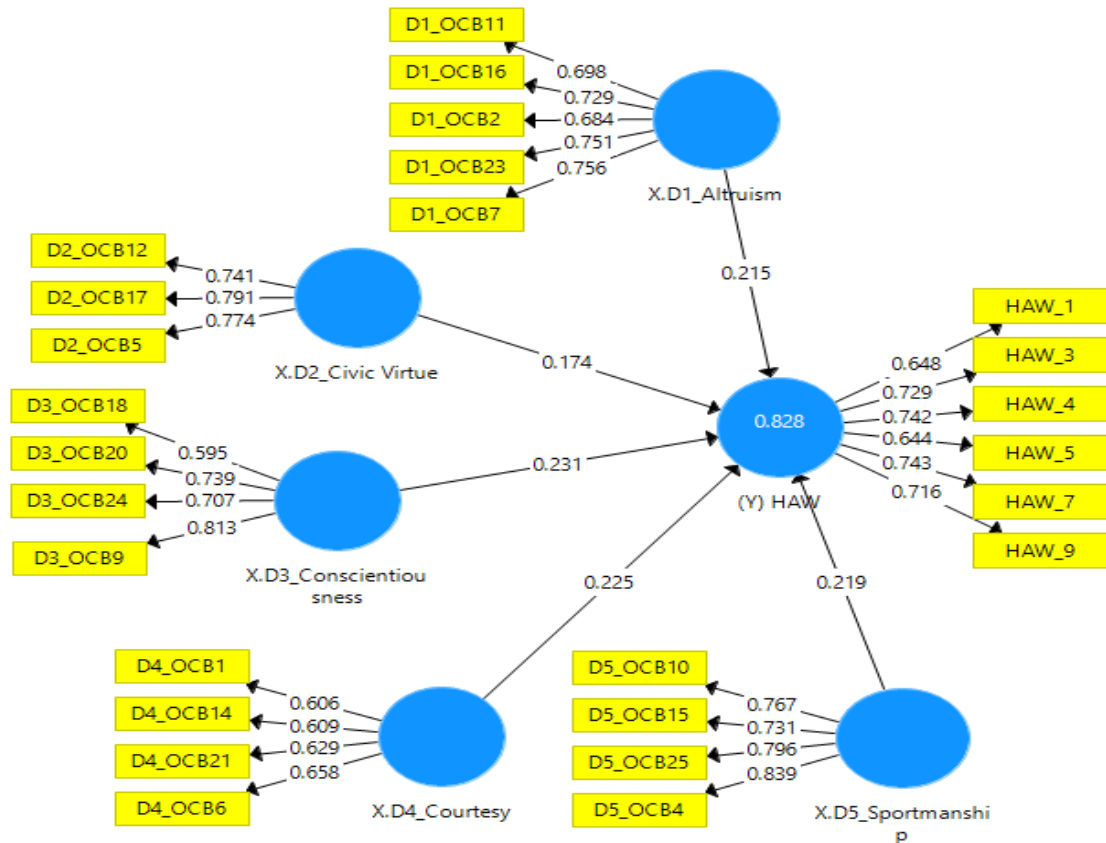 D1_OCB11
D1_OCB16
D1_OCB2
D1_OCB23
D1_OCB7
0.698
0.729
0.684
0.751
0.756
X.D1_Altruism
0.215
D2_OCB12
D2_OCB17
D2_OCB5
0.741
0.791
0.774
X.D2_Civic Virtue
0.174
HAW_1
HAW_3
HAW_4
HAW_5
HAW_7
HAW_9
0.648
0.729
0.742
0.644
0.743
0.716
0.828
(Y) HAW
D3_OCB18
D3_OCB20
D3_OCB24
D3_OCB9
0.595
0.739
0.707
0.813
X.D3_Conscientiou
sness
0.231
0.225
0.219
D4_OCB1
D4_OCB14
D4_OCB21
D4_OCB6
0.606
0.609
0.629
0.658
X.D4_Courtesy
D5_OCB10
D5_OCB15
D5_OCB25
D5_OCB4
0.767
0.731
0.796
0.839
X.D5_Sportmanshi
p